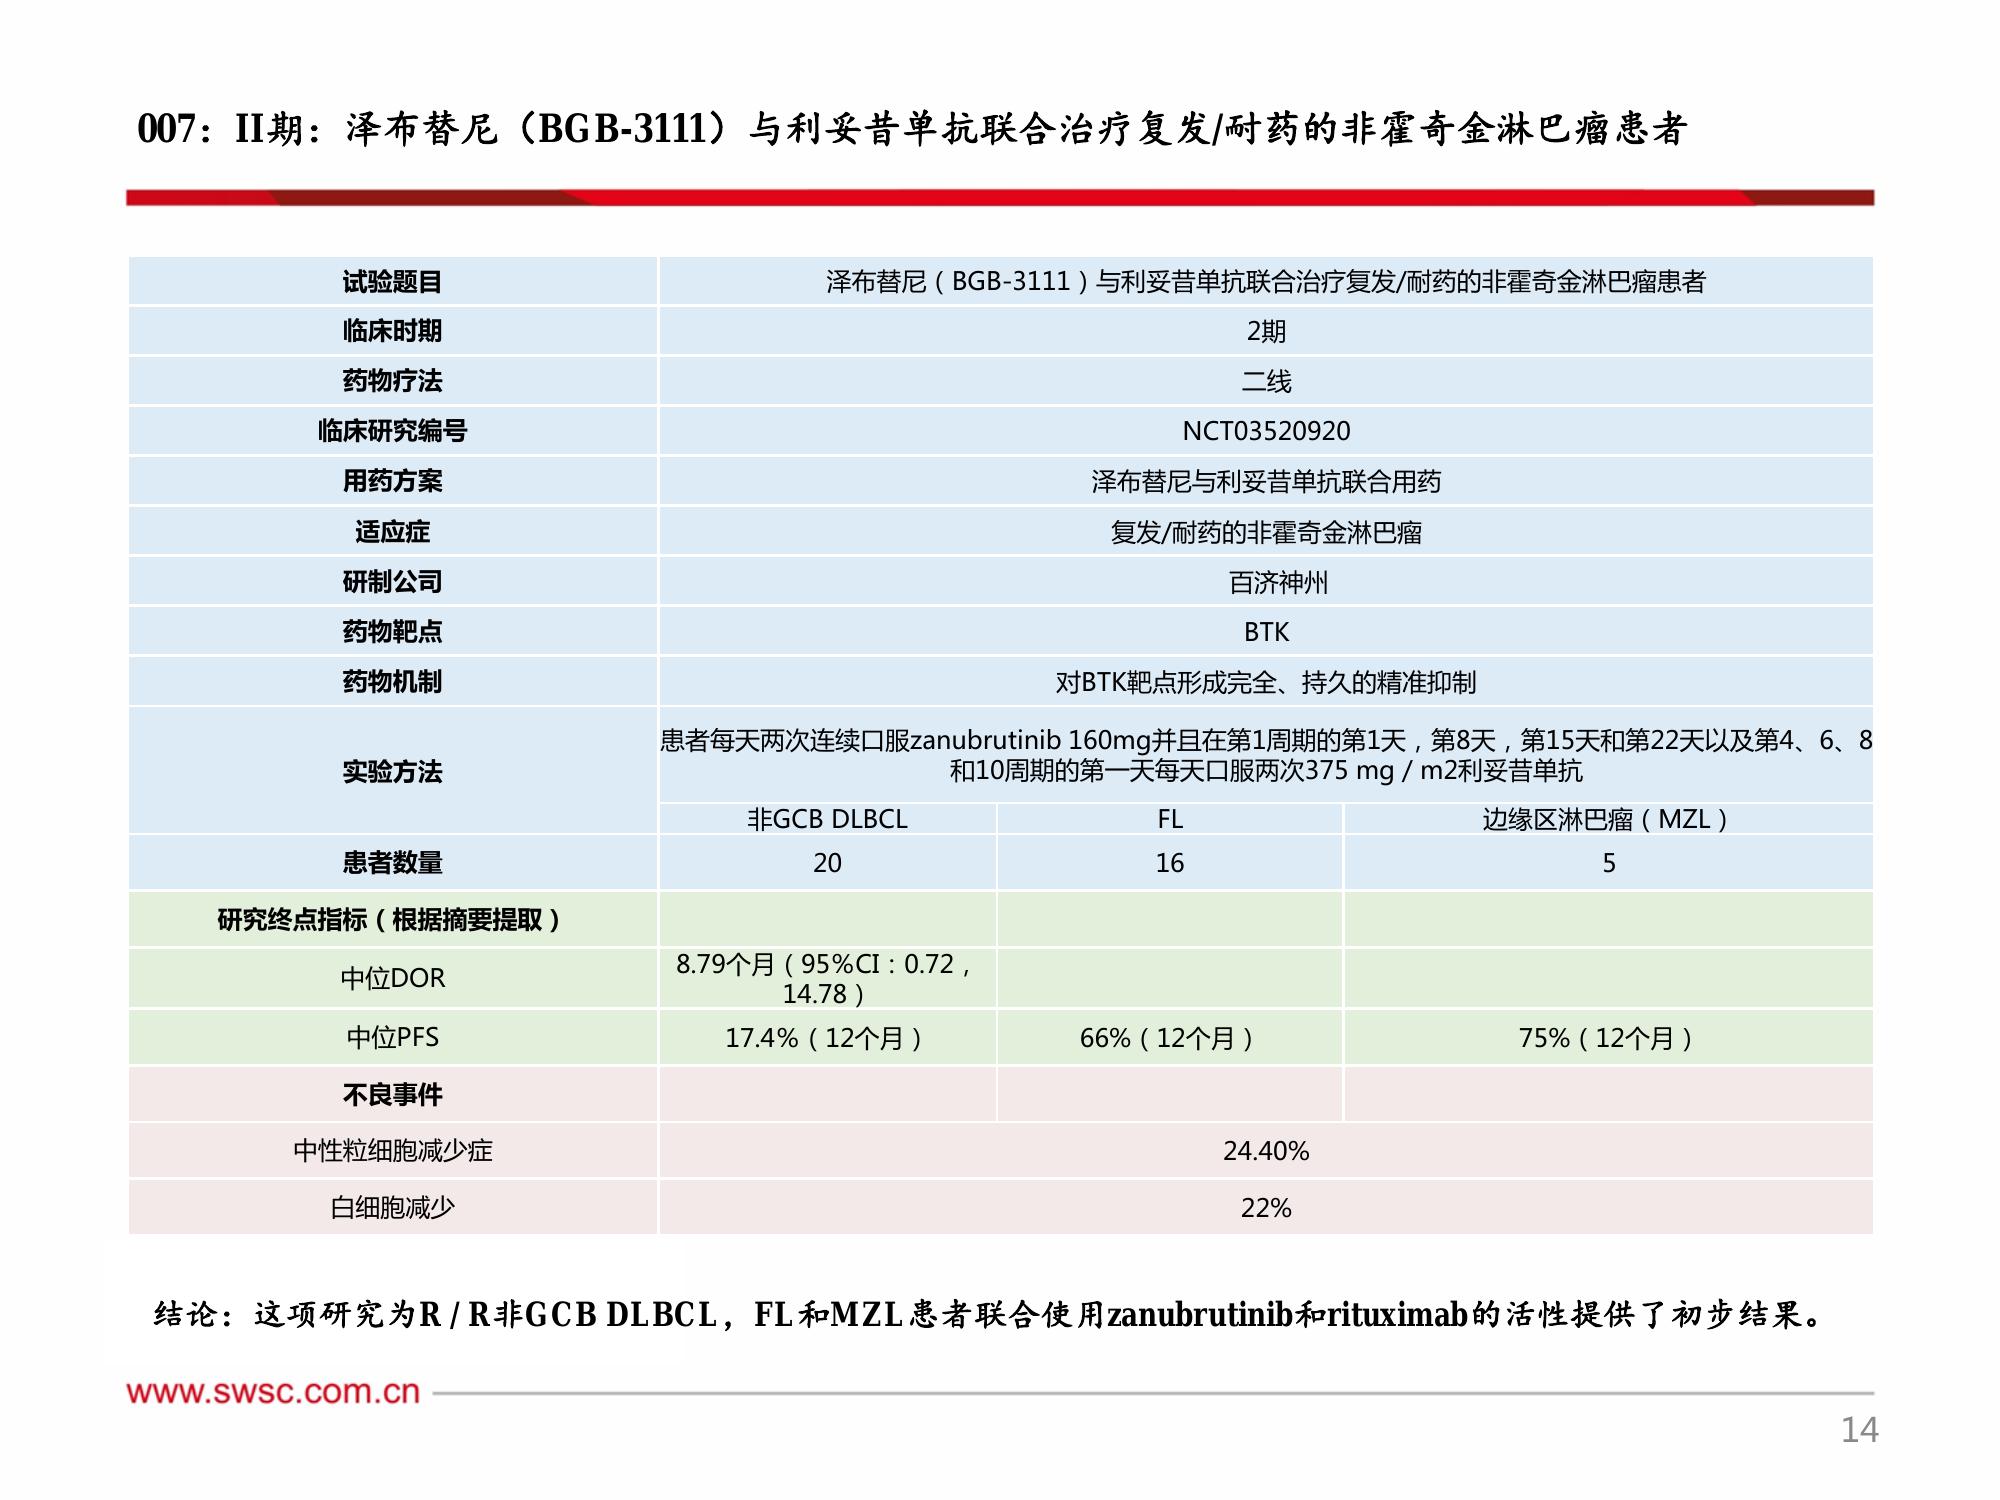 007：II期：泽布替尼（BGB-3111）与利妥昔单抗联合治疗复发/耐药的非霍奇金淋巴瘤患者
试验题目 泽布替尼（BGB-3111）与利妥昔单抗联合治疗复发/耐药的非霍奇金淋巴瘤患者
临床时期 2期
药物疗法 二线
临床研究编号 NCT03520920
用药方案 泽布替尼与利妥昔单抗联合用药
适应症 复发/耐药的非霍奇金淋巴瘤
研制公司 百济神州
药物靶点 BTK
药物机制 对BTK靶点形成完全、持久的精准抑制
实验方法 患者每天两次连续口服zanubrutinib 160mg并且在第1周期的第1天，第8天，第15天和第22天以及第4、6、8
和10周期的第一天每天口服两次375 mg / m2利妥昔单抗
非GCB DLBCL FL 边缘区淋巴瘤（MZL）
患者数量 20 16 5
研究终点指标（根据摘要提取）
中位DOR 8.79个月（95%CI：0.72，
14.78）
中位PFS 17.4%（12个月） 66%（12个月） 75%（12个月）
不良事件
中性粒细胞减少症 24.40%
白细胞减少 22%
结论：这项研究为R / R非GCB DLBCL，FL和MZL患者联合使用zanubrutinib和rituximab的活性提供了初步结果。
www.swsc.com.cn
14